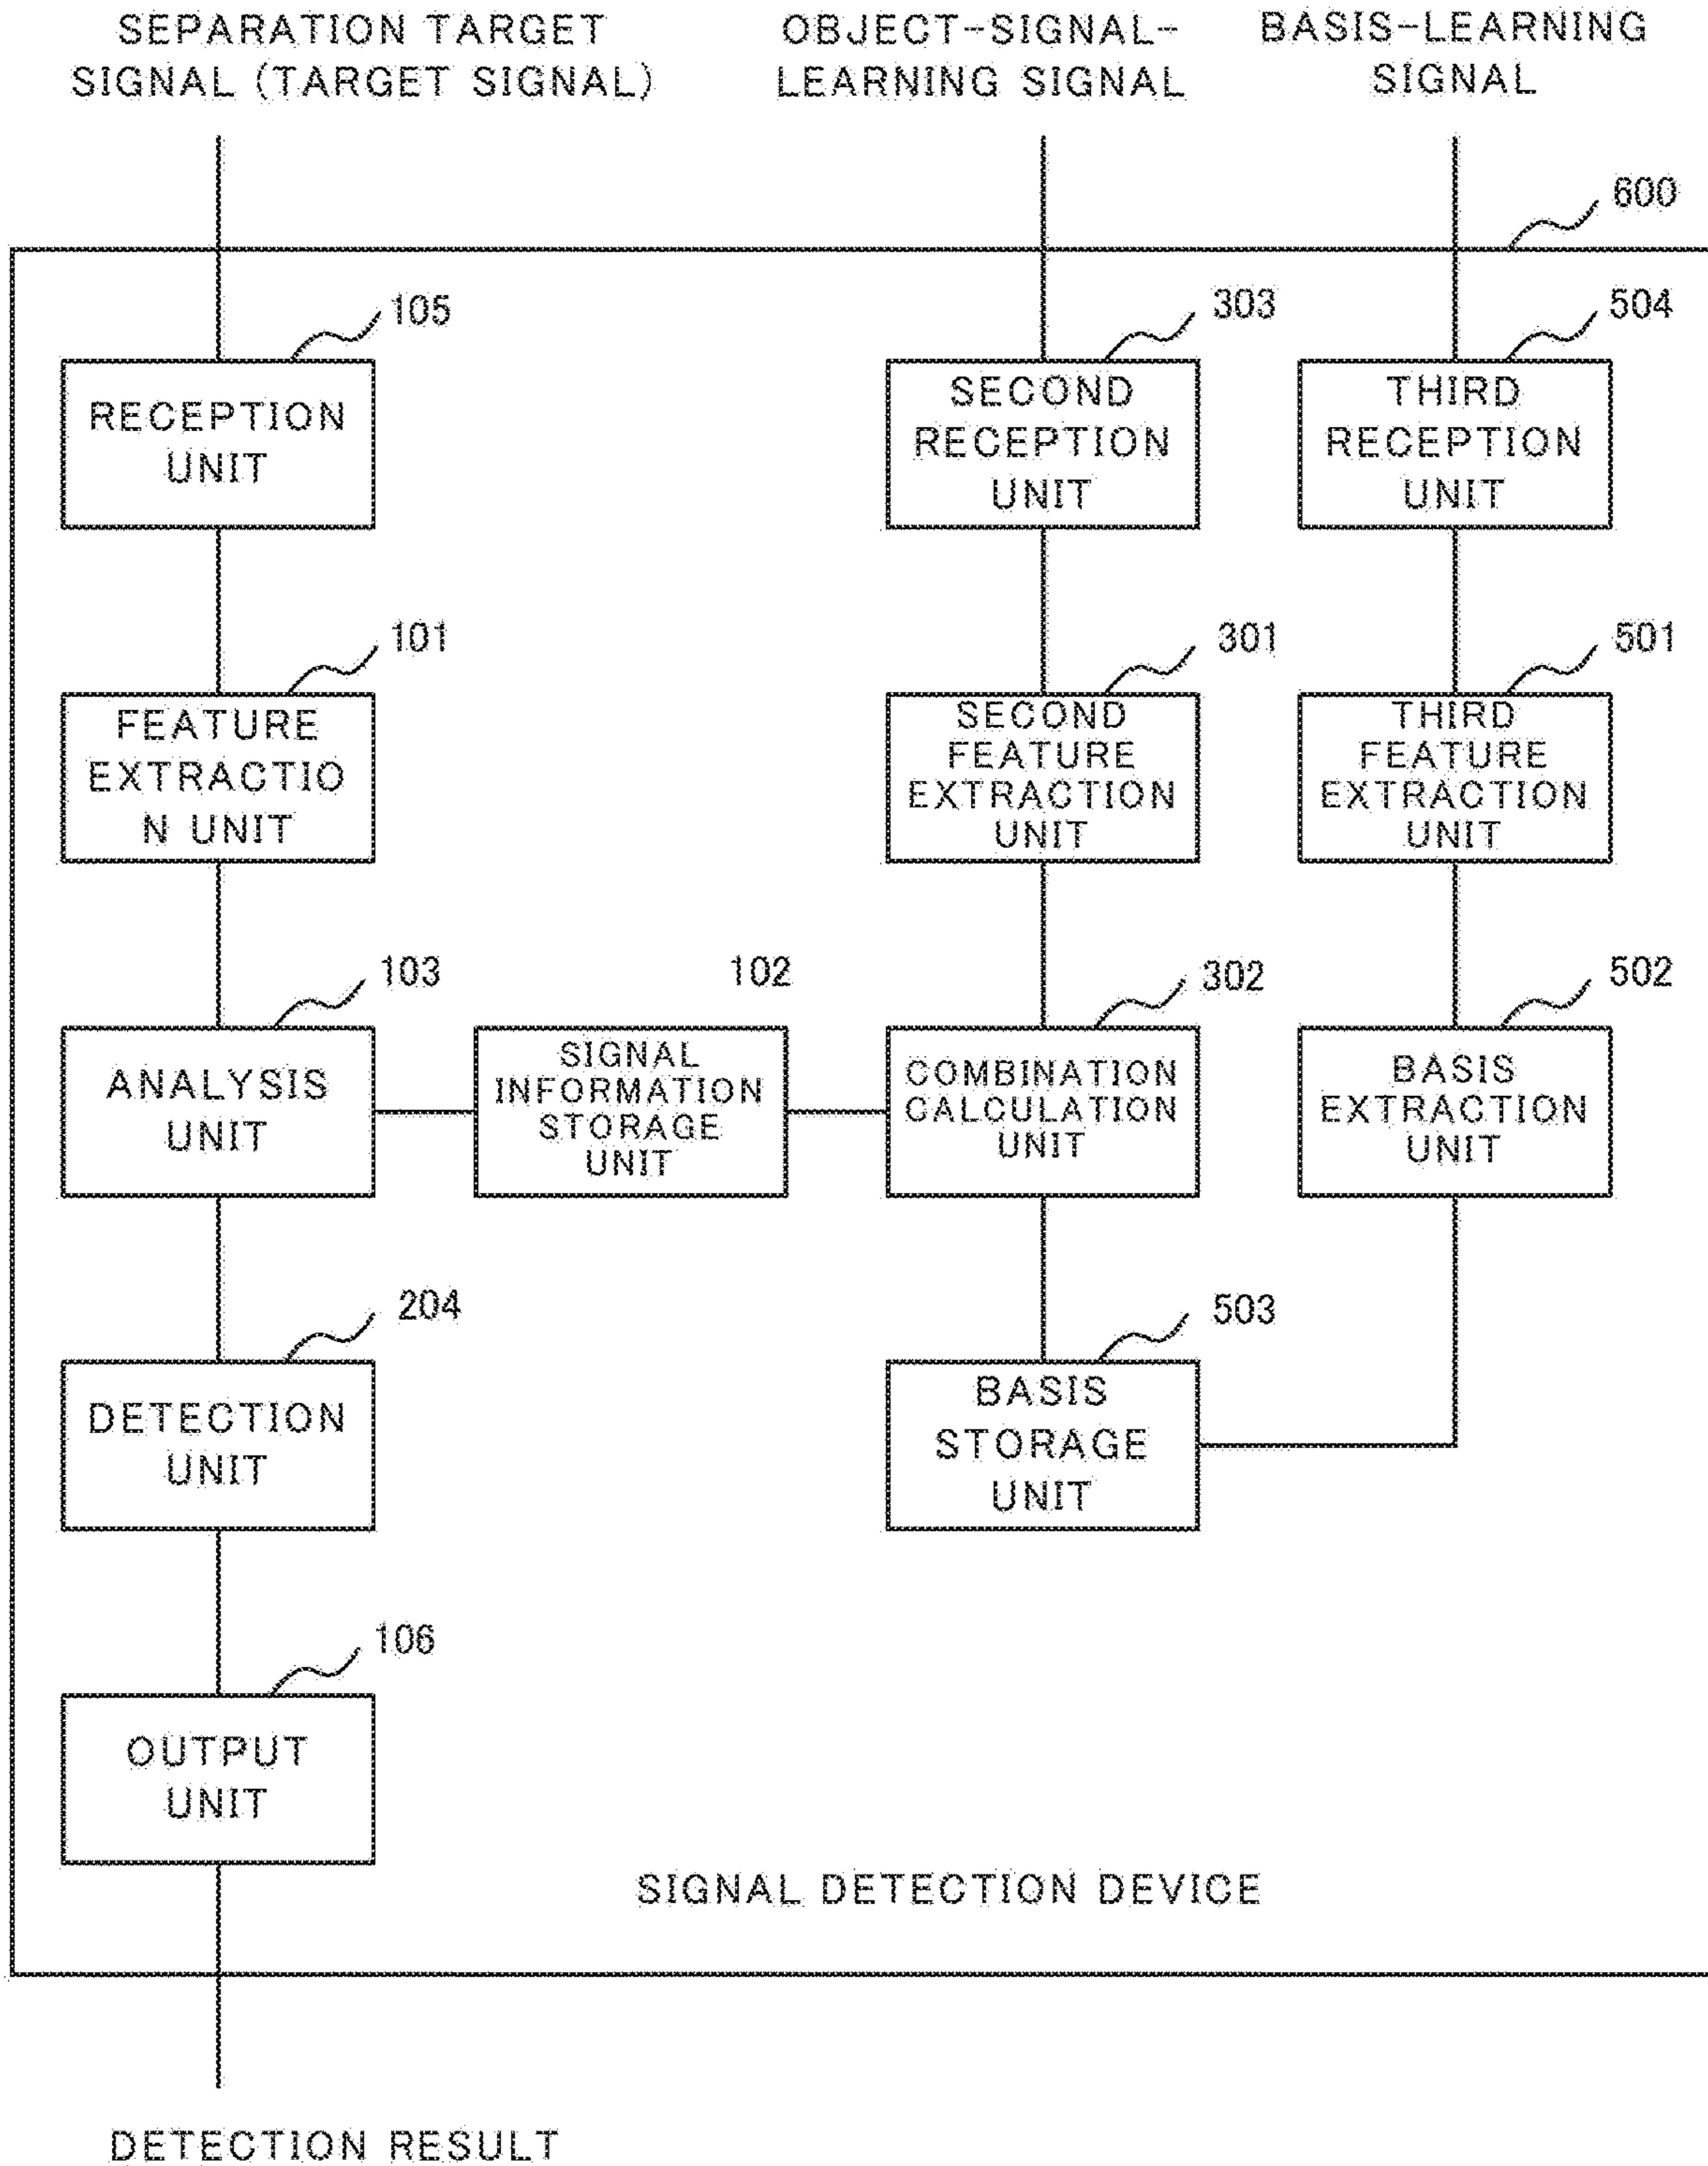 SEPARATION TARGET
SIGNAL (TARGET SIGNAL)
OBJECT-SIGNAL-
LEARNING SIGNAL
BASIS-LEARNING
SIGNAL
600
105
RECEPTION
UNIT
303
SECOND
RECEPTION
UNIT
504
THIRD
RECEPTION
UNIT
101
FEATURE
EXTRACTIO
N UNIT
301
SECOND
FEATURE
EXTRACTION
UNIT
501
THIRD
FEATURE
EXTRACTION
UNIT
103
ANALYSIS
UNIT
102
SIGNAL
INFORMATION
STORAGE
UNIT
302
COMBINATION
CALCULATION
UNIT
502
BASIS
EXTRACTION
UNIT
204
DETECTION
UNIT
503
BASIS
STORAGE
UNIT
106
OUTPUT
UNIT
SIGNAL DETECTION DEVICE
DETECTION RESULT